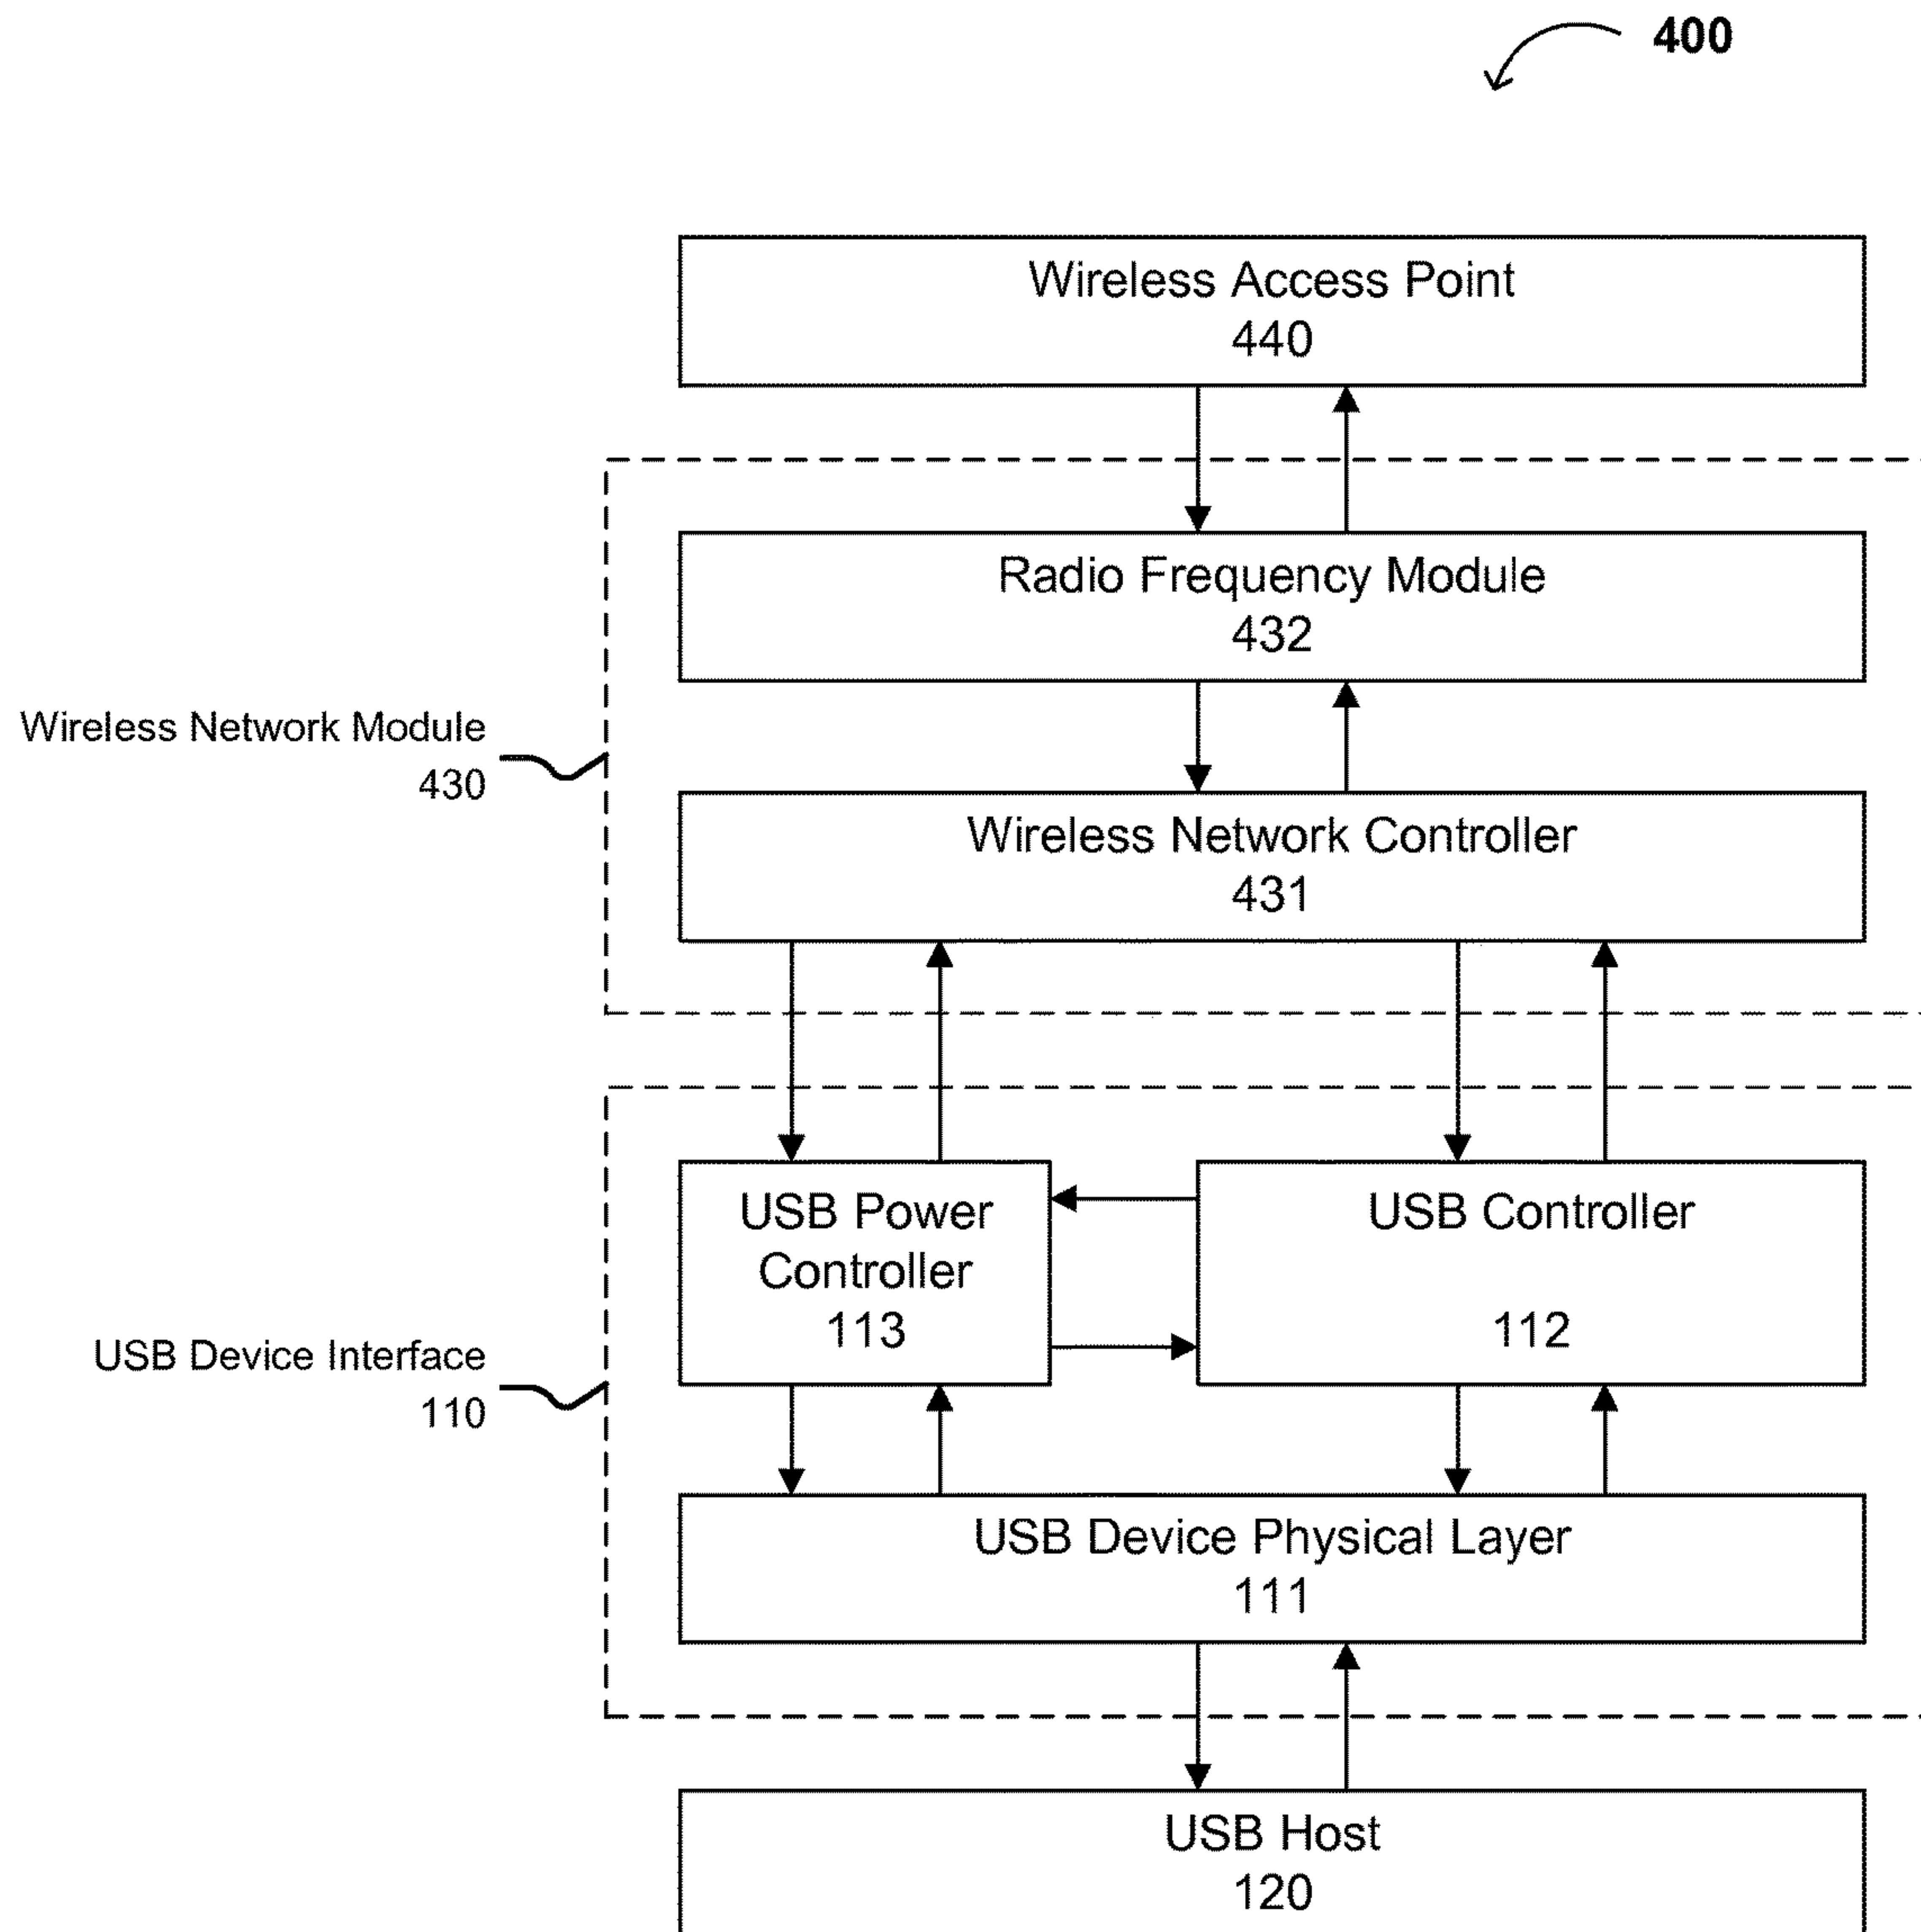 400
Wireless Access Point
440
Radio Frequency Module
432
Wireless Network Module
430
Wireless Network Controller
431
USB Power
Controller
113
USB Controller
112
USB Device Interface
110
USB Device Physical Layer
111
USB Host
120